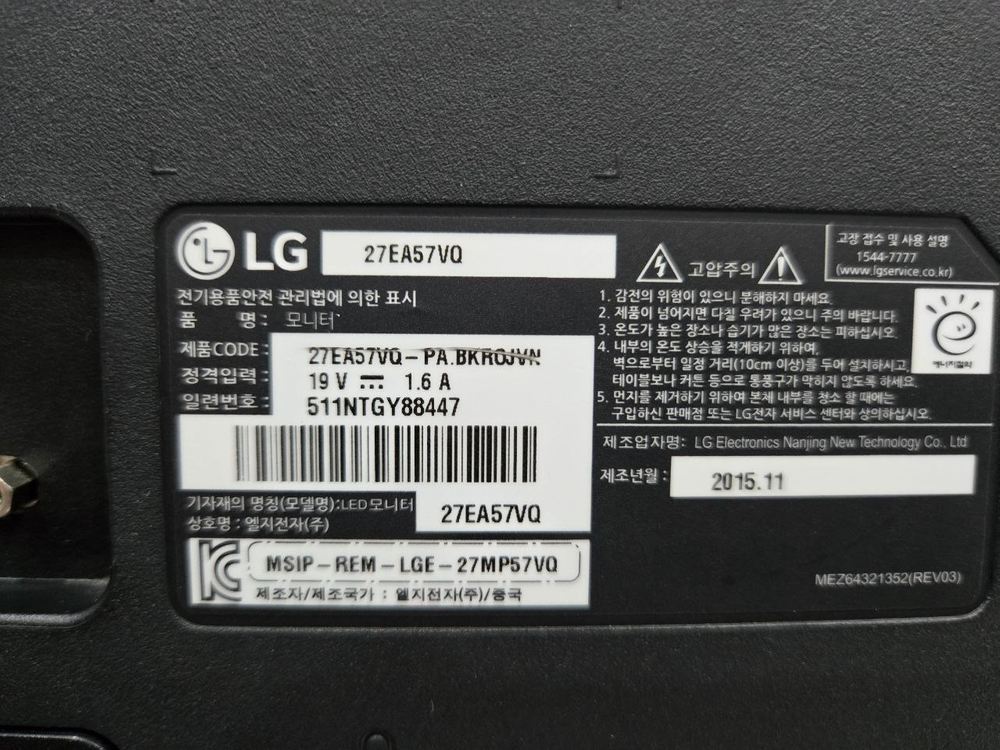 LG 27EA57VQ
전기용품안전 관리법에 의한 표시
품 명: 모니터
제품CODE: 27EA57VQ-PA.BKROJVN
정격입력: 19 V 1.6 A
일련번호: 511NTGY88447
기자재의 명칭(모델명):LED모니터 27EA57VQ
상호명 : 엘지전자(주)
MSIP-REM-LGE-27MP57VQ
제조자/제조국가 : 엘지전자(주)/중국
고압주의
고장 접수 및 사용 설명
1544-7777
(www.lgservice.co.kr)
1. 감전의 위험이 있으니 분해하지 마세요.
2. 제품이 넘어지면 다칠 우려가 있으니 주의 바랍니다.
3. 온도가 높은 장소나 습기가 많은 장소는 피하십시오.
4. 내부의 온도 상승을 적게하기 위하여,
벽으로부터 일정 거리(10cm 이상)를 두어 설치하시고,
테이블보나 커튼 등으로 통풍구가 막히지 않도록 하세요.
5. 먼지를 제거하기 위하여 본체 내부를 청소 할 때에는
구입하신 판매점 또는 LG전자 서비스 센터와 상의하십시오.
에너지절약
제조업자명: LG Electronics Nanjing New Technology Co., Ltd
제조년월 : 2015.11
MEZ64321352(REV03)